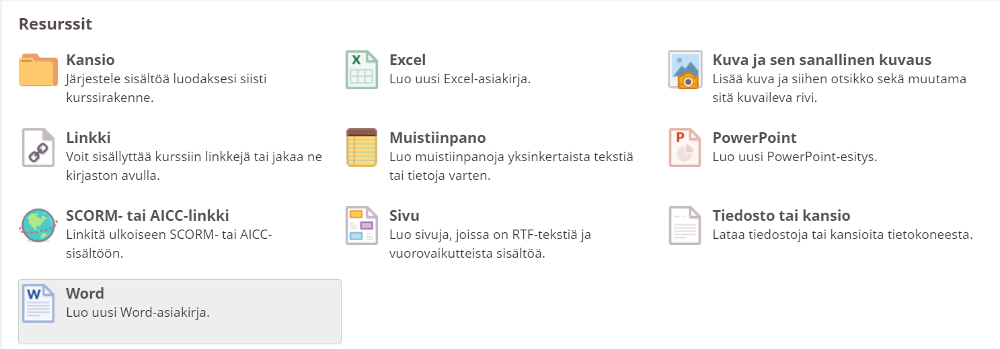 Resurssit
Kansio
Järjestele sisältöä luodaksesi siisti
kurssirakenne.
X
Excel
Luo uusi Excel-asiakirja.
Kuva ja sen sanallinen kuvaus
Lisää kuva ja siihen otsikko sekä muutama
sitä kuvaileva rivi.
Linkki
Voit sisällyttää kurssiin linkkejä tai jakaa ne
kirjaston avulla.
Muistiinpano
Luo muistiinpanoja yksinkertaista tekstiä
tai tietoja varten.
P
PowerPoint
Luo uusi PowerPoint-esitys.
SCORM- tai AICC-linkki
Linkitä ulkoiseen SCORM- tai AICC-
sisältöön.
Sivu
Luo sivuja, joissa on RTF-tekstiä ja
vuorovaikutteista sisältöä.
Tiedosto tai kansio
Lataa tiedostoja tai kansioita tietokoneesta.
W
Word
Luo uusi Word-asiakirja.